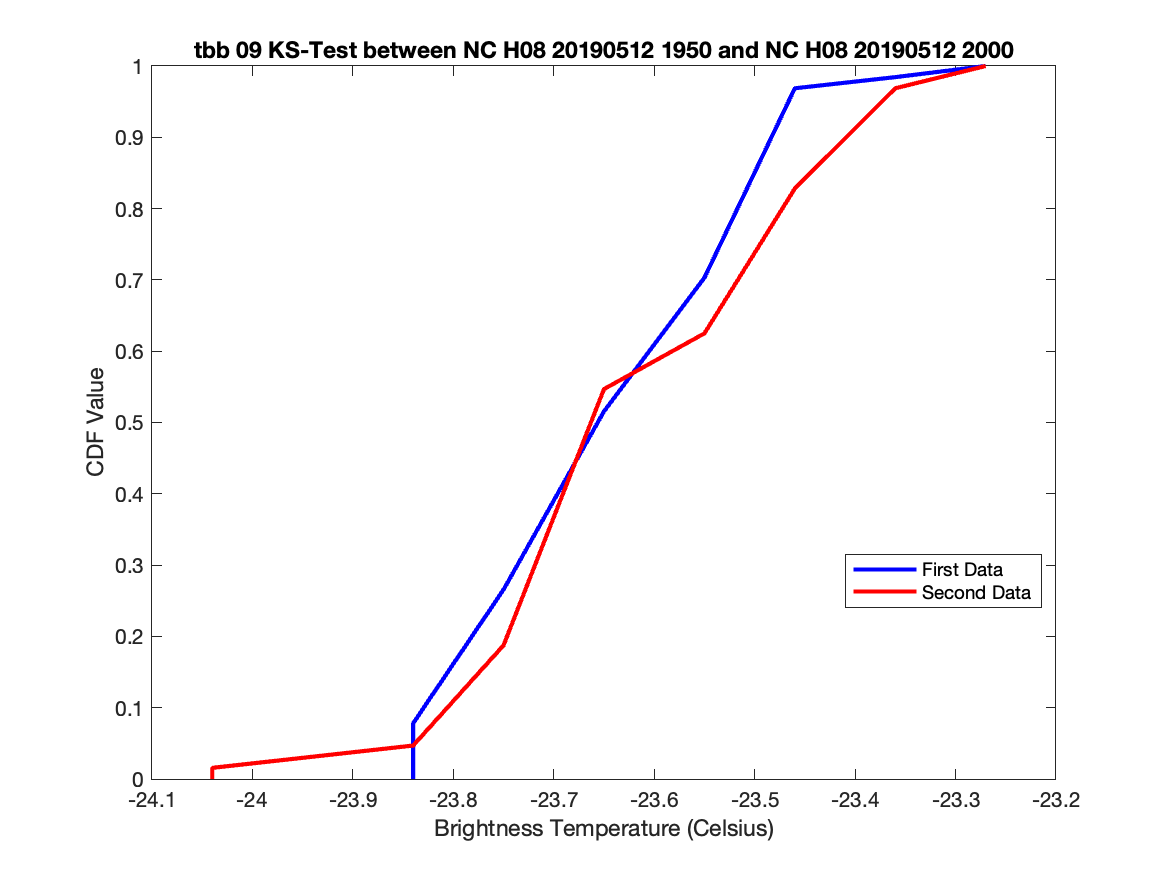 tbb 09 KS-Test between NC H08 20190512 1950 and NC H08 20190512 2000
1
0.9
0.8
0.7
0.6
0.5
0.4
0.3
0.2
0.1
0
CDF Value
First Data
Second Data
-24.1 -24 -23.9 -23.8 -23.7 -23.6 -23.5 -23.4 -23.3 -23.2
Brightness Temperature (Celsius)